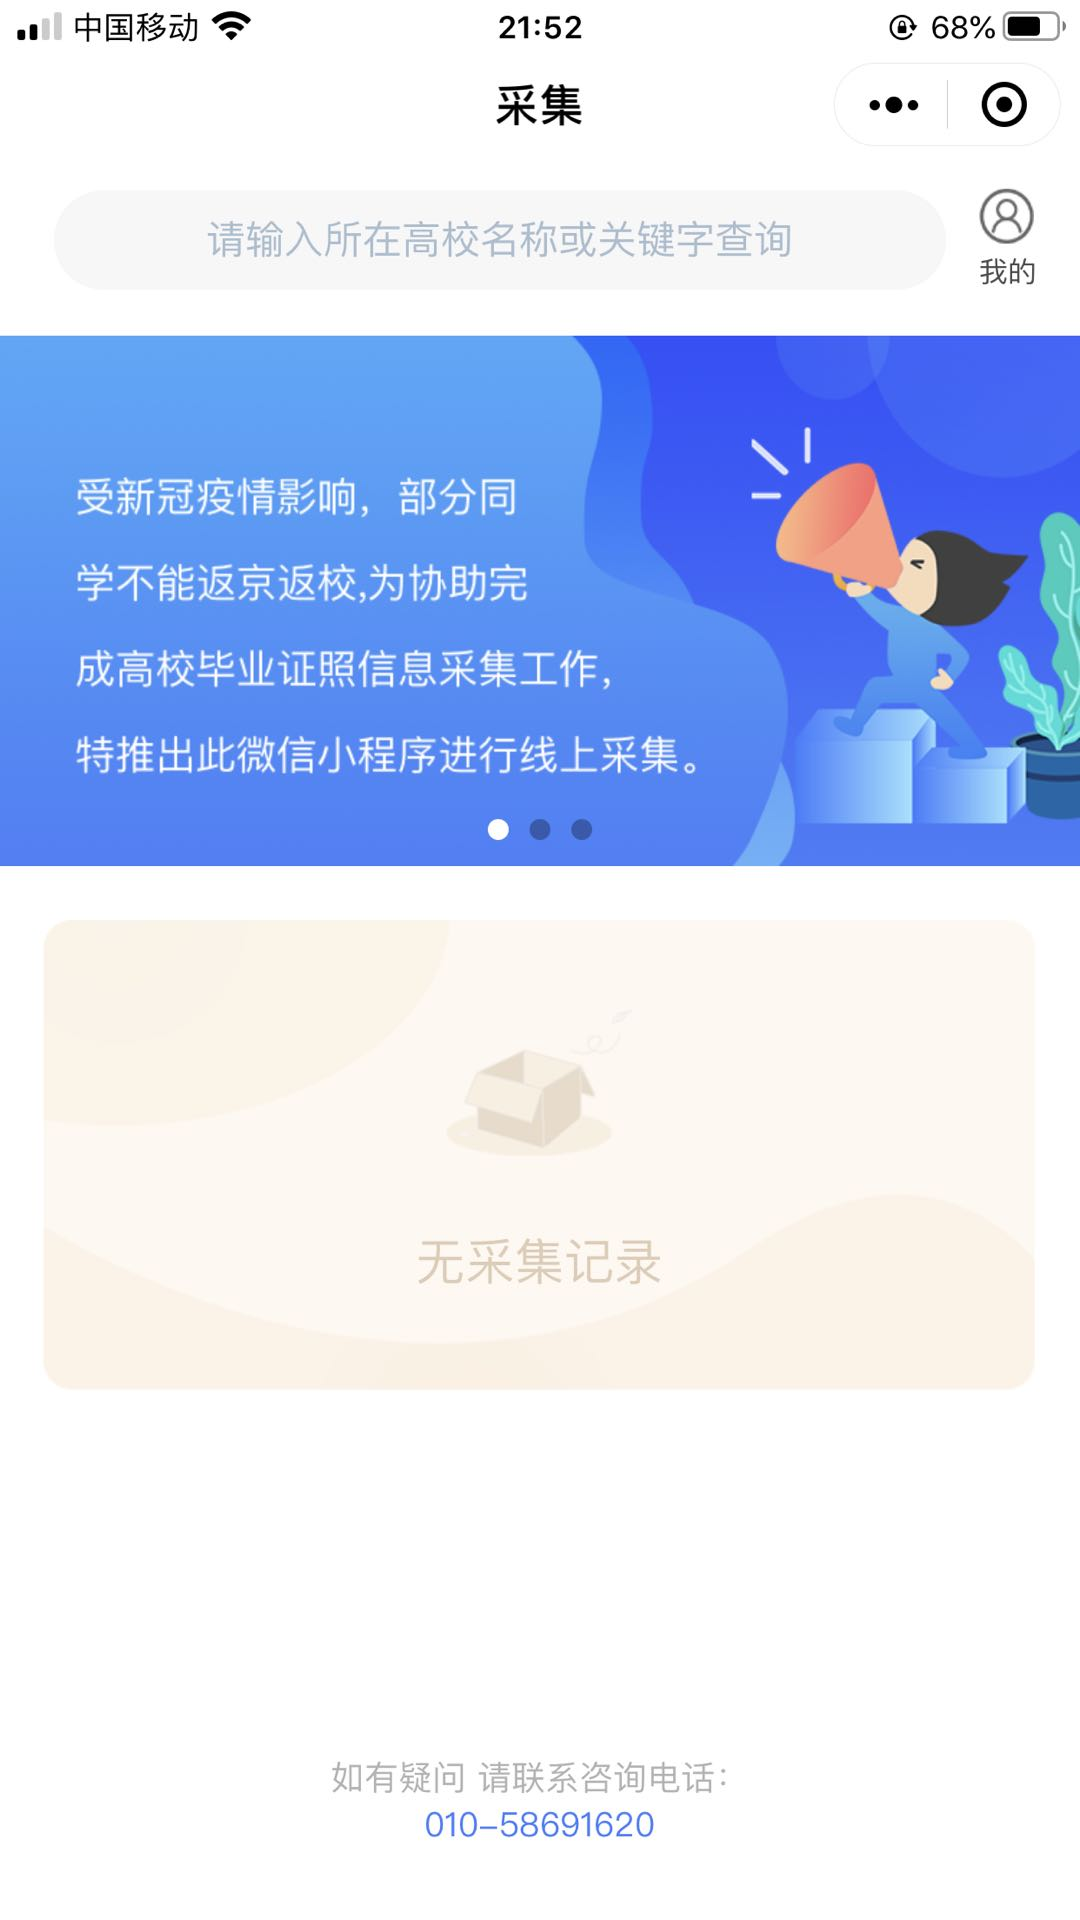 中国移动
21:52
68%
采集
请输入所在高校名称或关键字查询
我的
受新冠疫情影响，部分同
学不能返京返校,为协助完
成高校毕业证照信息采集工作，
特推出此微信小程序进行线上采集。
无采集记录
如有疑问 请联系咨询电话：
010-58691620